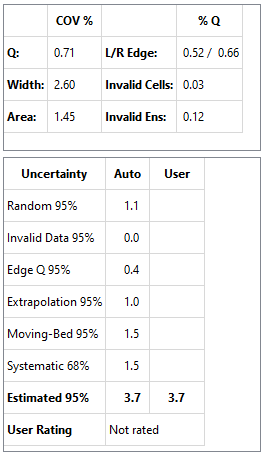 COV % % Q
Q: 0.71 L/R Edge: 0.52 / 0.66
Width: 2.60 Invalid Cells: 0.03
Area: 1.45 Invalid Ens: 0.12
Uncertainty Auto User
Random 95% 1.1
Invalid Data 95% 0.0
Edge Q 95% 0.4
Extrapolation 95% 1.0
Moving-Bed 95% 1.5
Systematic 68% 1.5
Estimated 95% 3.7 3.7
User Rating Not rated